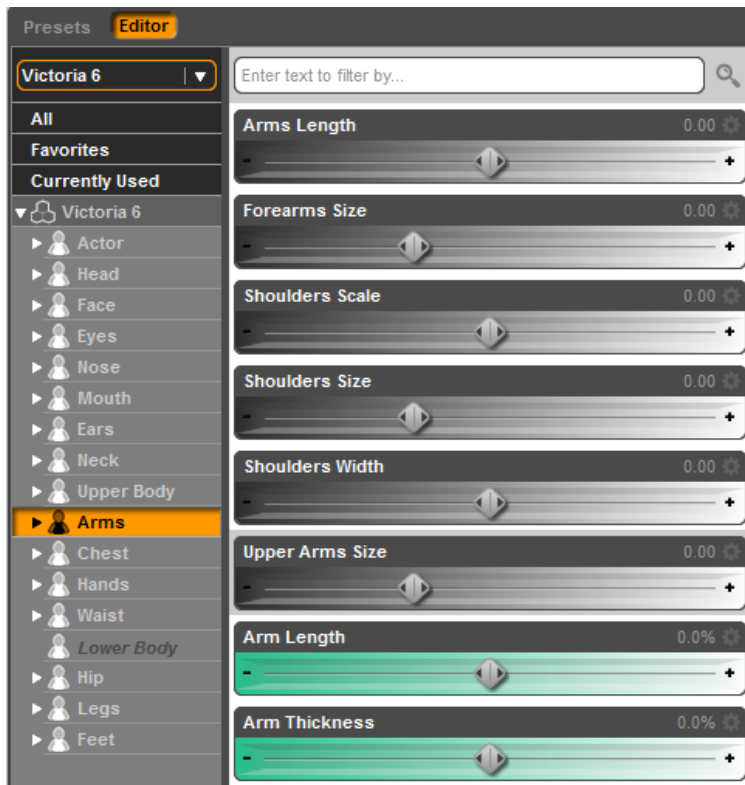 Presets Editor
Victoria 6
All
Favorites
Currently Used
Victoria 6
Actor
Head
Face
Eyes
Nose
Mouth
Ears
Neck
Upper Body
Arms
Chest
Hands
Waist
Lower Body
Hip
Legs
Feet
Enter text to filter by...
Arms Length 0.00
- +
Forearms Size 0.00
- +
Shoulders Scale 0.00
- +
Shoulders Size 0.00
- +
Shoulders Width 0.00
- +
Upper Arms Size 0.00
- +
Arm Length 0.0%
- +
Arm Thickness 0.0%
- +